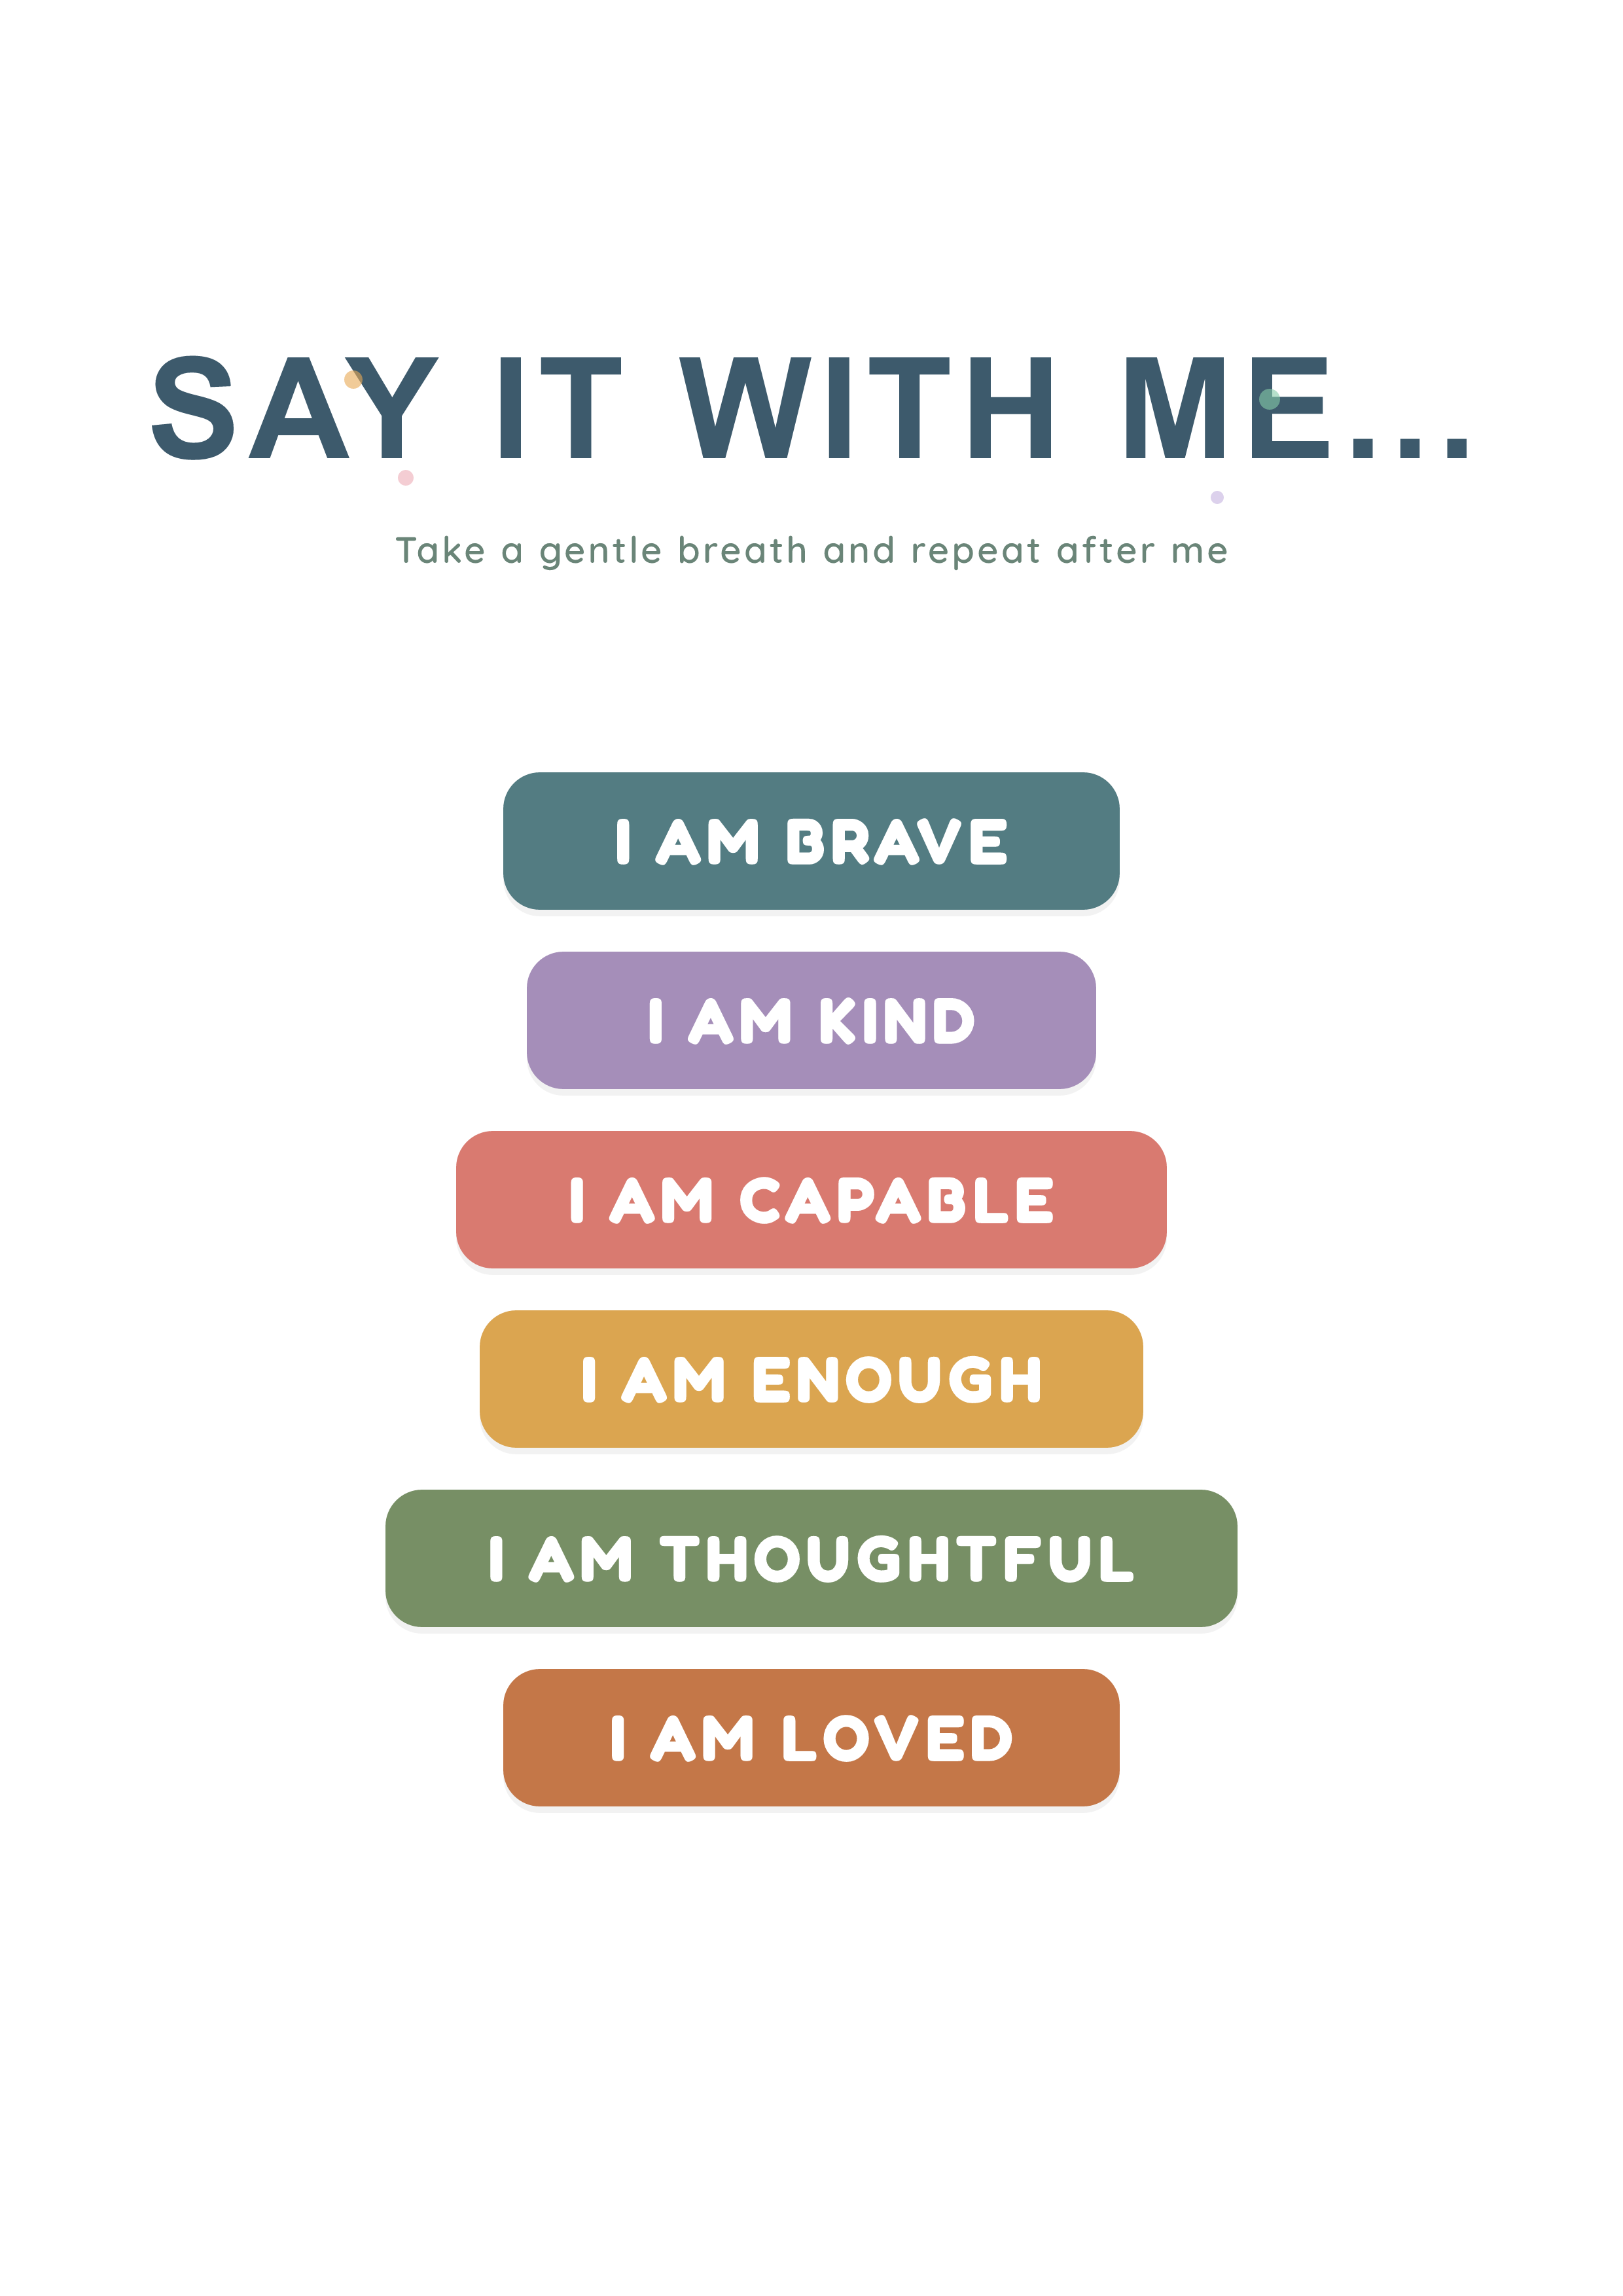 SAY IT WITH ME...
Take a gentle breath and repeat after me
I AM BRAVE
I AM KIND
I AM CAPABLE
I AM ENOUGH
I AM THOUGHTFUL
I AM LOVED